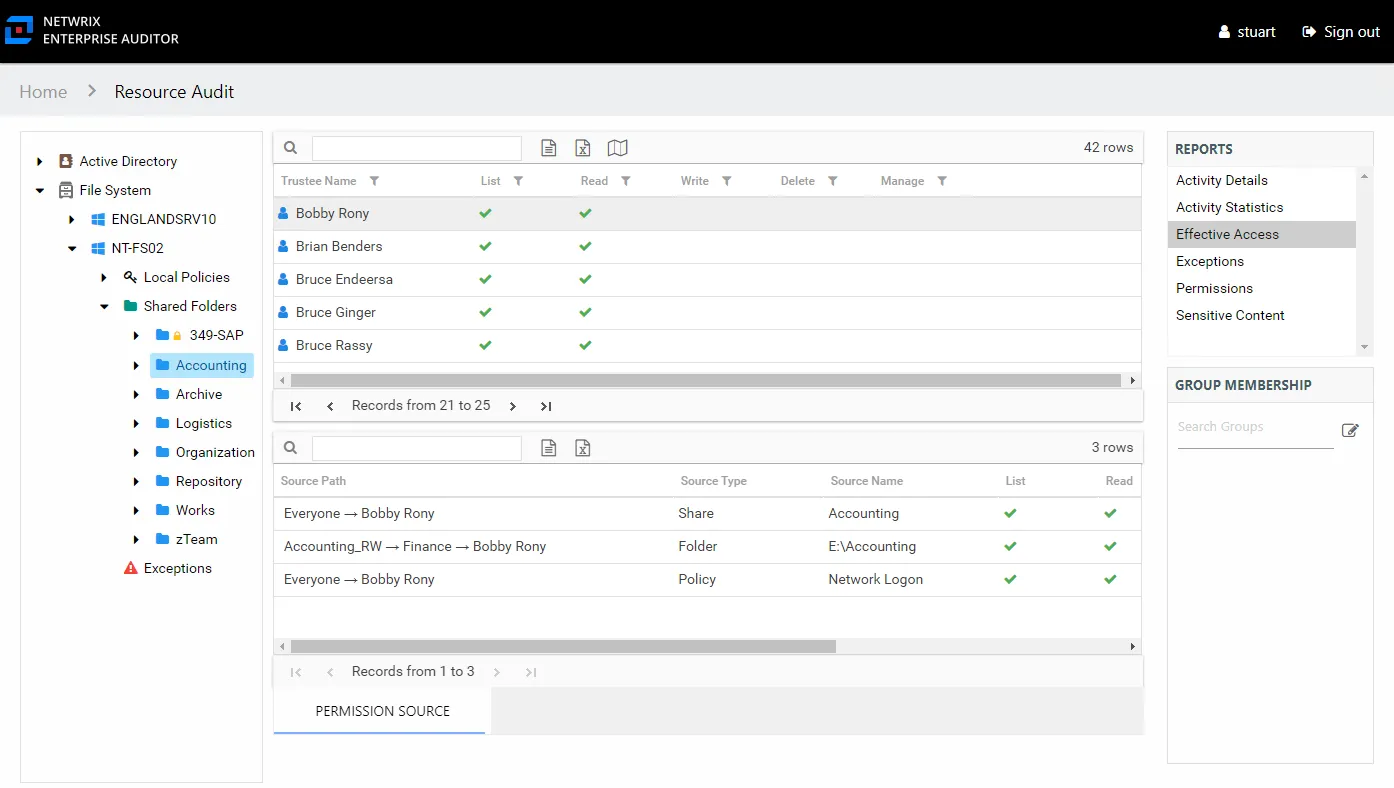 NETWRIX
ENTERPRISE AUDITOR
stuart
Sign out
Home
Resource Audit
Active Directory
File System
ENGLANDSRV10
NT-FS02
Local Policies
Shared Folders
349-SAP
Accounting
Archive
Logistics
Organization
Repository
Works
zTeam
Exceptions
42 rows
Trustee Name List Read Write Delete Manage
Bobby Rony
Brian Benders
Bruce Endeersa
Bruce Ginger
Bruce Rassy
Records from 21 to 25
3 rows
Source Path Source Type Source Name List Read
Everyone → Bobby Rony Share Accounting
Accounting_RW → Finance → Bobby Rony Folder E:\Accounting
Everyone → Bobby Rony Policy Network Logon
Records from 1 to 3
PERMISSION SOURCE
REPORTS
Activity Details
Activity Statistics
Effective Access
Exceptions
Permissions
Sensitive Content
GROUP MEMBERSHIP
Search Groups